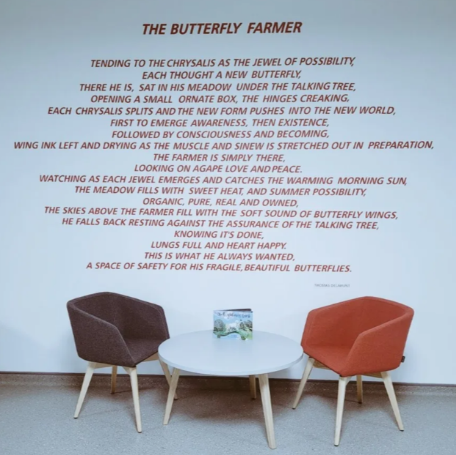 THE BUTTERFLY FARMER
TENDING TO THE CHRYSALIS AS THE JEWEL OF POSSIBILITY,
EACH THOUGHT A NEW BUTTERFLY,
THERE HE IS, SAT IN HIS MEADOW UNDER THE TALKING TREE,
OPENING A SMALL ORNATE BOX, THE HINGES CREAKING,
EACH CHRYSALIS SPLITS AND THE NEW FORM PUSHES INTO THE NEW WORLD,
FIRST TO EMERGE AWARENESS, THEN EXISTENCE,
FOLLOWED BY CONSCIOUSNESS AND BECOMING,
WING INK LEFT AND DRYING AS THE MUSCLE AND SINEW IS STRETCHED OUT IN PREPARATION,
THE FARMER IS SIMPLY THERE,
LOOKING ON AGAPE LOVE AND PEACE.
WATCHING AS EACH JEWEL EMERGES AND CATCHES THE WARMING MORNING SUN,
THE MEADOW FILLS WITH SWEET HEAT, AND SUMMER POSSIBILITY,
ORGANIC, PURE, REAL AND OWNED,
THE SKIES ABOVE THE FARMER FILL WITH THE SOFT SOUND OF BUTTERFLY WINGS,
HE FALLS BACK RESTING AGAINST THE ASSURANCE OF THE TALKING TREE,
KNOWING IT'S DONE,
LUNGS FULL AND HEART HAPPY.
THIS IS WHAT HE ALWAYS WANTED,
A SPACE OF SAFETY FOR HIS FRAGILE, BEAUTIFUL BUTTERFLIES.